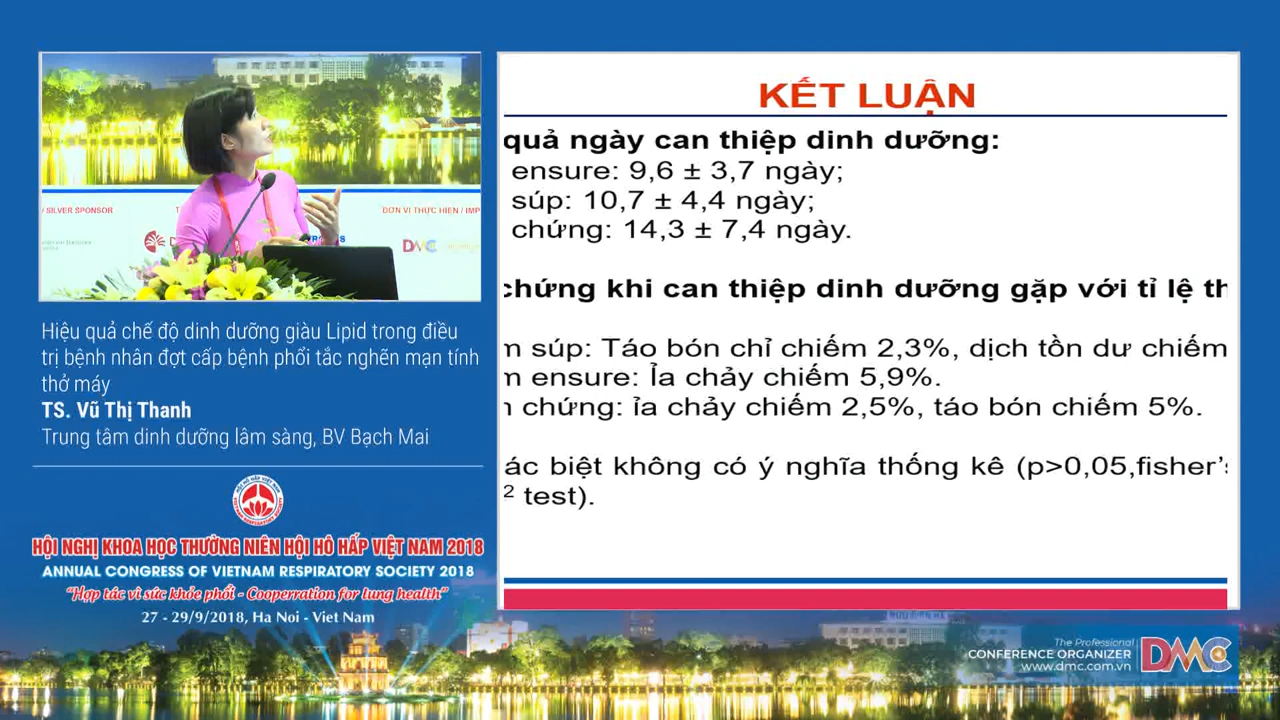 / SILVER SPONSOR
ĐƠN VỊ THỰC HIỆN / IMP
DMC
Hiệu quả chế độ dinh dưỡng giàu Lipid trong điều
trị bệnh nhân đợt cấp bệnh phổi tắc nghẽn mạn tính
thở máy
TS. Vũ Thị Thanh
Trung tâm dinh dưỡng lâm sàng, BV Bạch Mai
HỘI NGHỊ KHOA HỌC THƯỜNG NIÊN HỘI HÔ HẤP VIỆT NAM 2018
ANNUAL CONGRESS OF VIETNAM RESPIRATORY SOCIETY 2018
"Hợp tác vì sức khỏe phổi - Cooperration for lung health"
27 - 29/9/2018, Ha Noi - Viet Nam
KẾT LUẬN
quả ngày can thiệp dinh dưỡng:
ensure: 9,6 ± 3,7 ngày;
súp: 10,7 ± 4,4 ngày;
chứng: 14,3 ± 7,4 ngày.
chứng khi can thiệp dinh dưỡng gặp với tỉ lệ th
m súp: Táo bón chỉ chiếm 2,3%, dịch tồn dư chiếm
m ensure: Ỉa chảy chiếm 5,9%.
chứng: ỉa chảy chiếm 2,5%, táo bón chiếm 5%.
ác biệt không có ý nghĩa thống kê (p>0,05,fisher's
² test).
The Professional
CONFERENCE ORGANIZER
www.dmc.com.vn
DMC